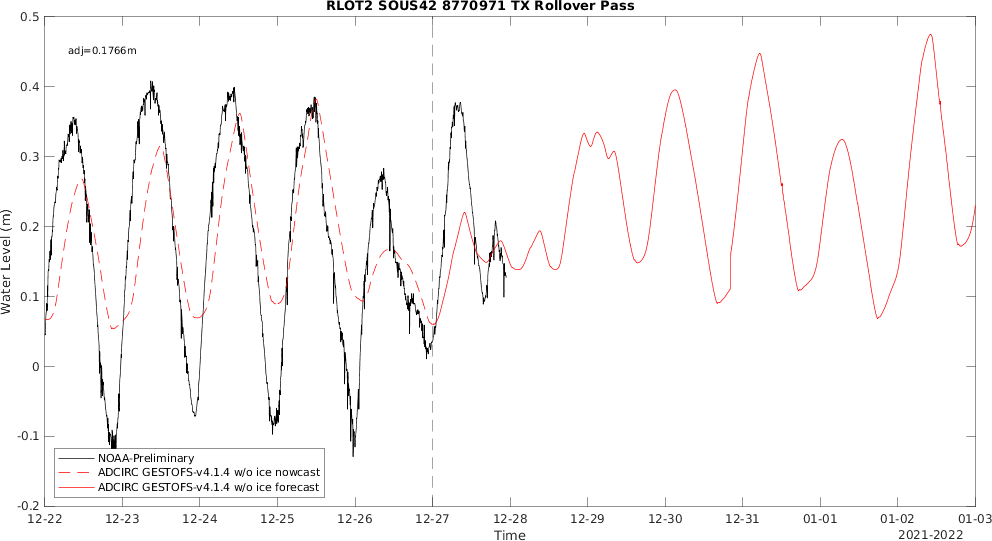 RLOT2 SOUS42 8770971 TX Rollover Pass
adj=0.1766m
0.5
0.4
0.3
0.2
0.1
0
-0.1
-0.2
Water Level (m)
NOAA-Preliminary
ADCIRC GESTOFS-v4.1.4 w/o ice nowcast
ADCIRC GESTOFS-v4.1.4 w/o ice forecast
12-22 12-23 12-24 12-25 12-26 12-27 12-28 12-29 12-30 12-31 01-01 01-02 01-03
Time
2021-2022